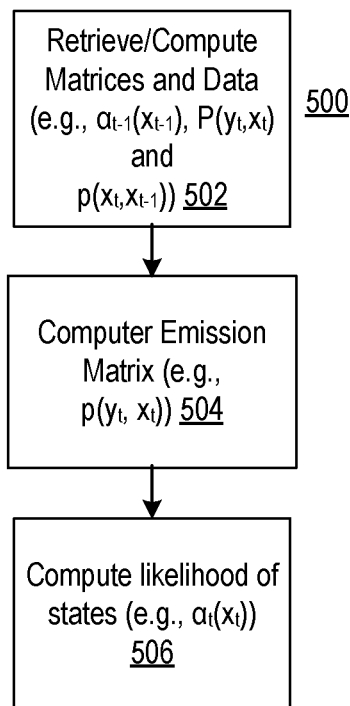 Retrieve/Compute
Matrices and Data
(e.g., αt-1(xt-1), P(yt,xt)
and
p(xt,xt-1)) 502
500
Computer Emission
Matrix (e.g.,
p(yt, xt)) 504
Compute likelihood of
states (e.g., αt(xt))
506